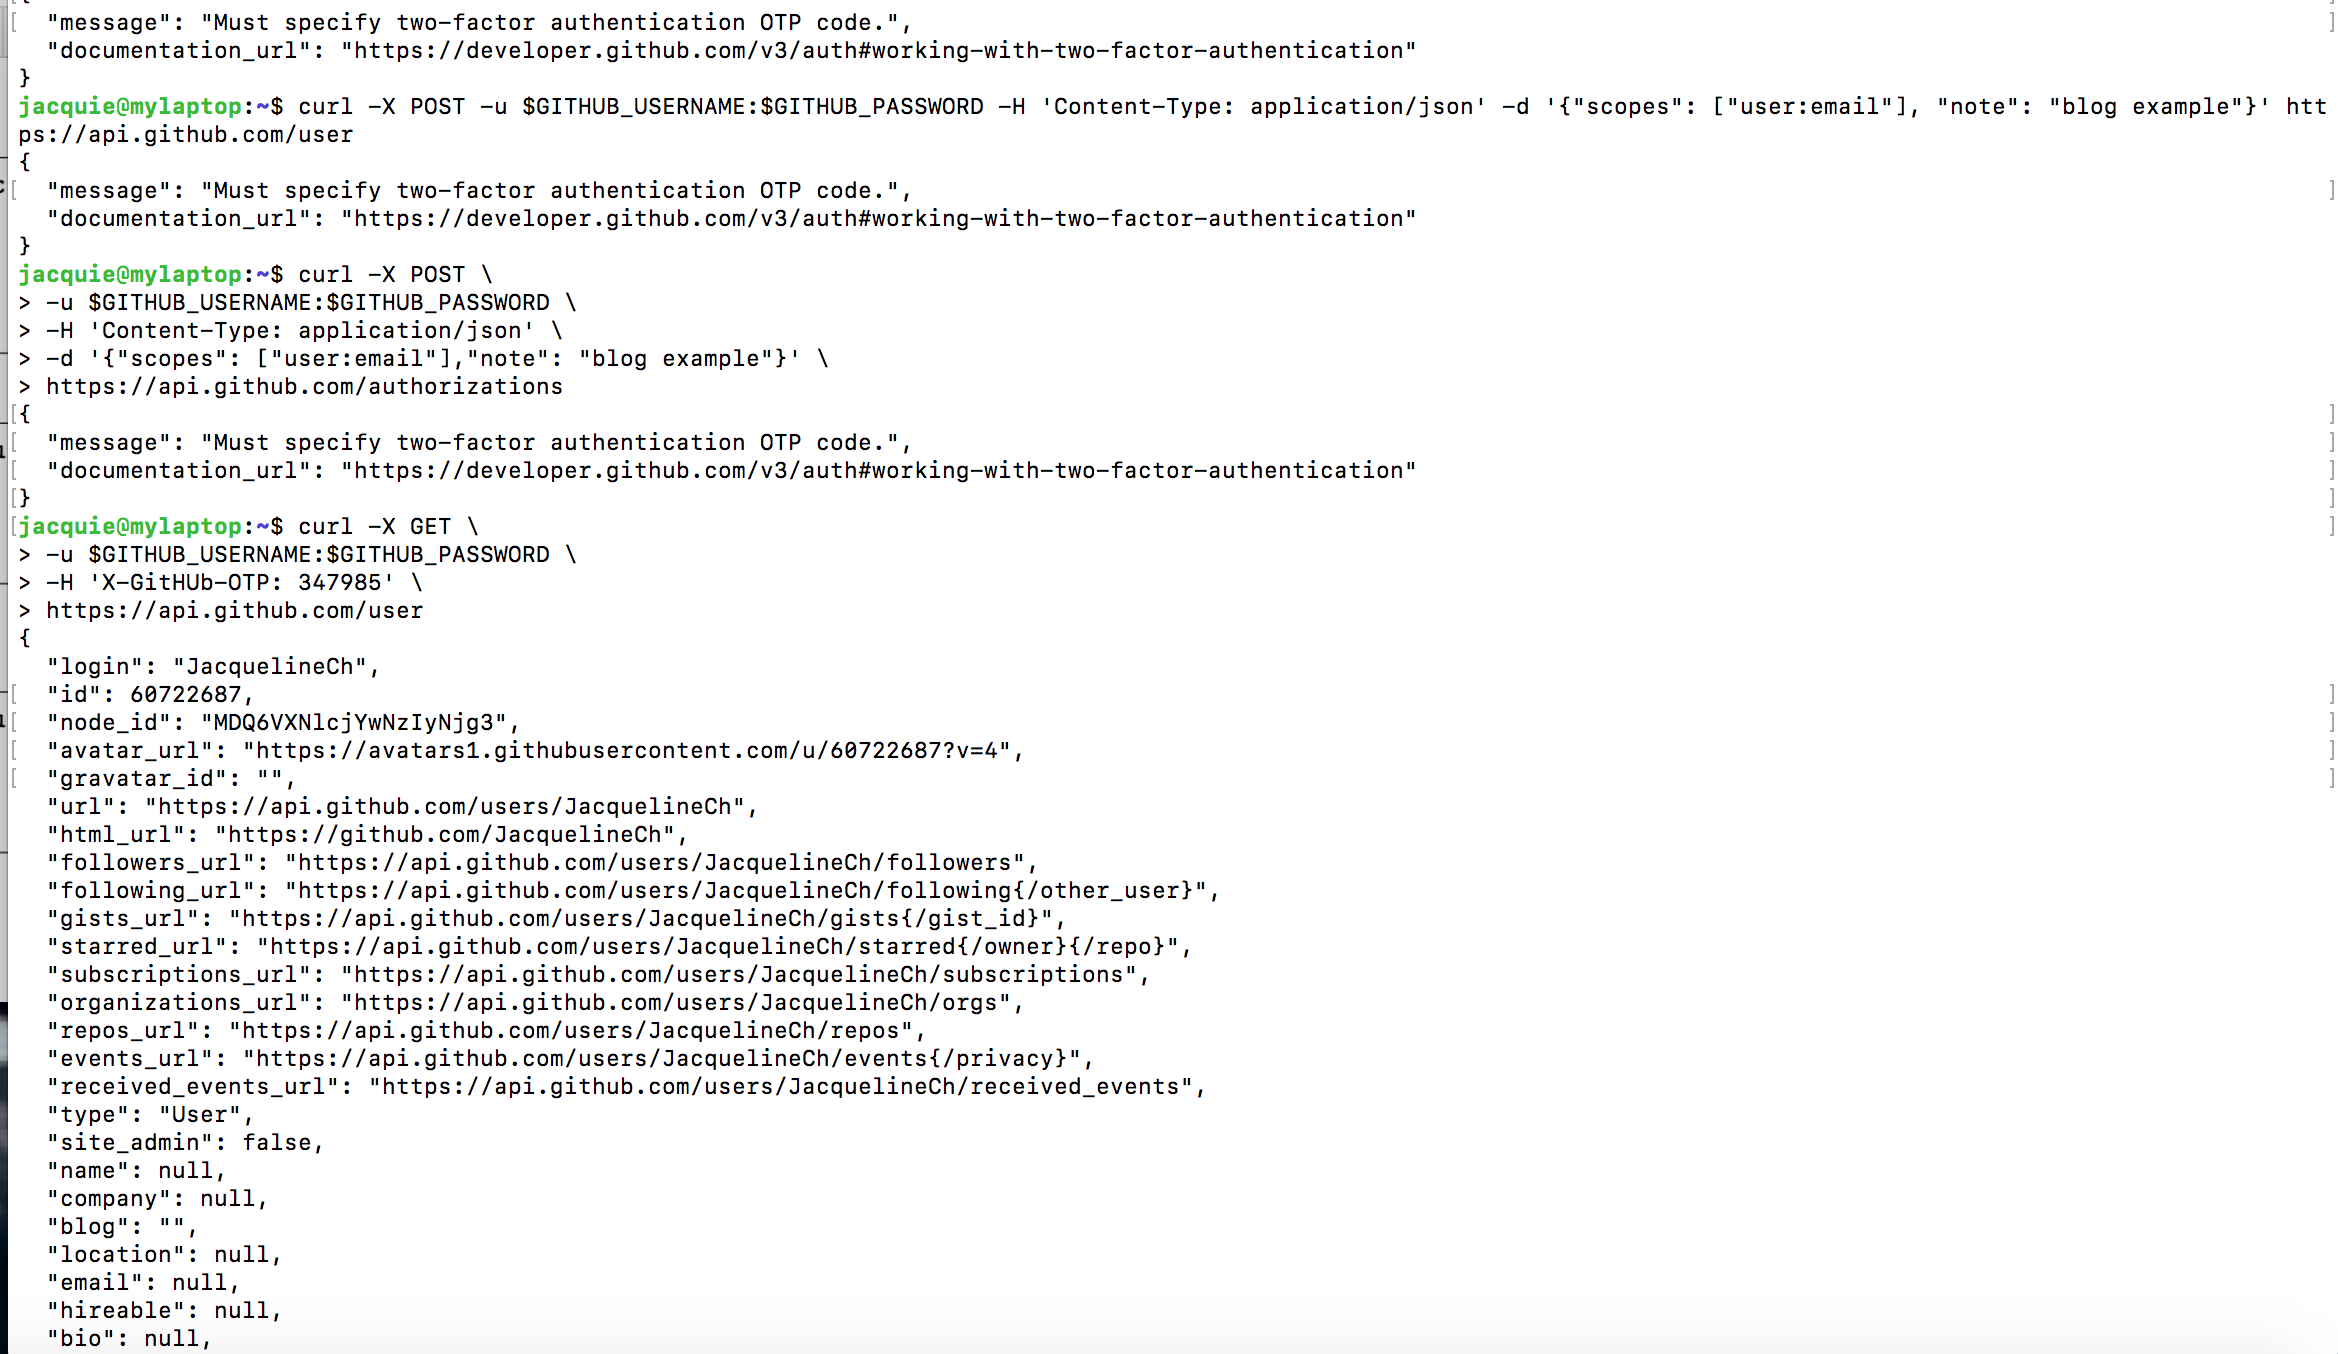 {
"message": "Must specify two-factor authentication OTP code.",
"documentation_url": "https://developer.github.com/v3/auth#working-with-two-factor-authentication"
}
jacquie@mylaptop:~$ curl -X POST -u $GITHUB_USERNAME:$GITHUB_PASSWORD -H 'Content-Type: application/json' -d '{"scopes": ["user:email"], "note": "blog example"}' htt
ps://api.github.com/user
{
"message": "Must specify two-factor authentication OTP code.",
"documentation_url": "https://developer.github.com/v3/auth#working-with-two-factor-authentication"
}
jacquie@mylaptop:~$ curl -X POST \
> -u $GITHUB_USERNAME:$GITHUB_PASSWORD \
> -H 'Content-Type: application/json' \
> -d '{"scopes": ["user:email"],"note": "blog example"}' \
> https://api.github.com/authorizations
{
"message": "Must specify two-factor authentication OTP code.",
"documentation_url": "https://developer.github.com/v3/auth#working-with-two-factor-authentication"
}
jacquie@mylaptop:~$ curl -X GET \
> -u $GITHUB_USERNAME:$GITHUB_PASSWORD \
> -H 'X-GitHUb-OTP: 347985' \
> https://api.github.com/user
{
"login": "JacquelineCh",
"id": 60722687,
"node_id": "MDQ6VXNlcjYwNzIyNjg3",
"avatar_url": "https://avatars1.githubusercontent.com/u/60722687?v=4",
"gravatar_id": "",
"url": "https://api.github.com/users/JacquelineCh",
"html_url": "https://github.com/JacquelineCh",
"followers_url": "https://api.github.com/users/JacquelineCh/followers",
"following_url": "https://api.github.com/users/JacquelineCh/following{/other_user}",
"gists_url": "https://api.github.com/users/JacquelineCh/gists{/gist_id}",
"starred_url": "https://api.github.com/users/JacquelineCh/starred{/owner}{/repo}",
"subscriptions_url": "https://api.github.com/users/JacquelineCh/subscriptions",
"organizations_url": "https://api.github.com/users/JacquelineCh/orgs",
"repos_url": "https://api.github.com/users/JacquelineCh/repos",
"events_url": "https://api.github.com/users/JacquelineCh/events{/privacy}",
"received_events_url": "https://api.github.com/users/JacquelineCh/received_events",
"type": "User",
"site_admin": false,
"name": null,
"company": null,
"blog": "",
"location": null,
"email": null,
"hireable": null,
"bio": null,